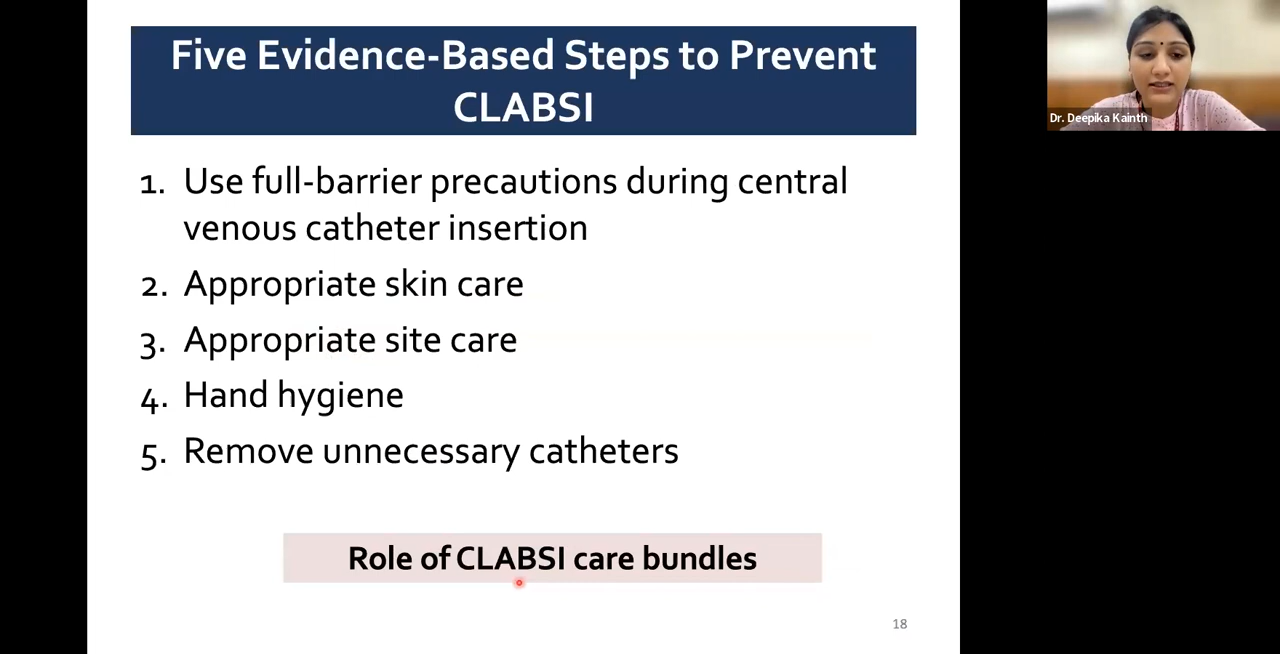 Five Evidence-Based Steps to Prevent
CLABSI
1. Use full-barrier precautions during central
venous catheter insertion
2. Appropriate skin care
3. Appropriate site care
4. Hand hygiene
5. Remove unnecessary catheters
Role of CLABSI care bundles
18
Dr. Deepika Kainth